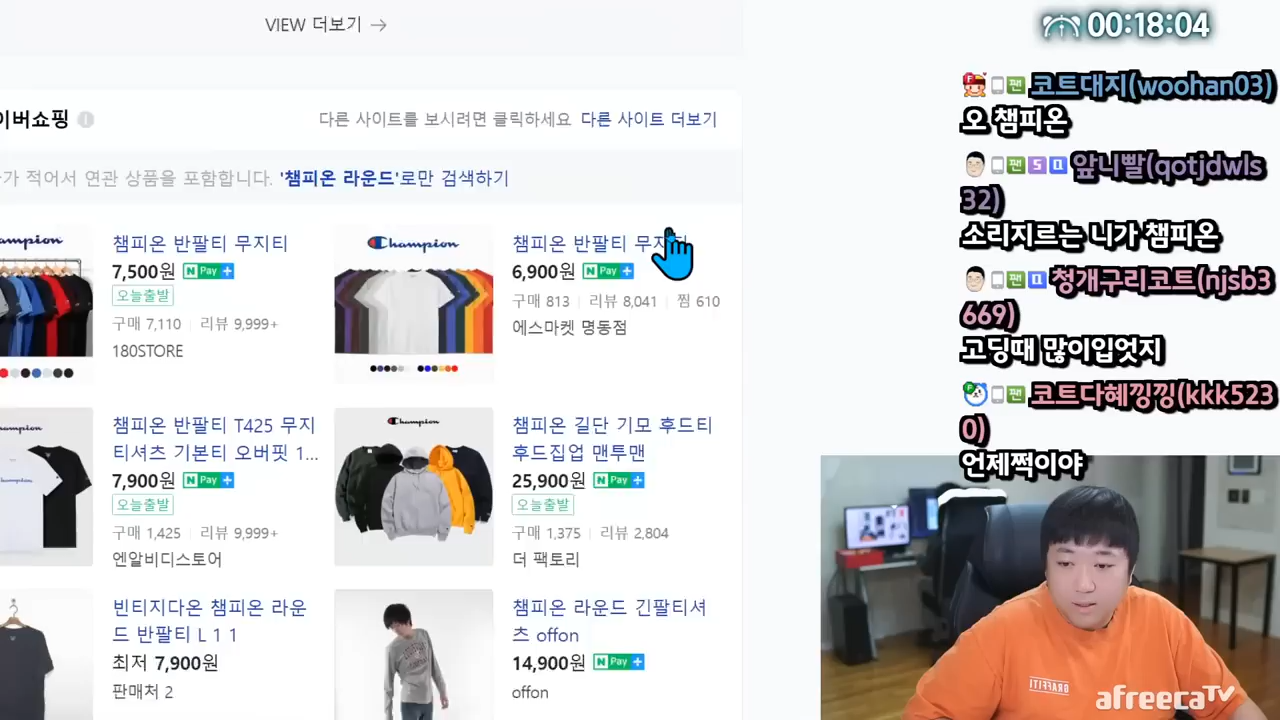 VIEW 더보기 →
이버쇼핑
다른 사이트를 보시려면 클릭하세요 다른 사이트 더보기
가 적어서 연관 상품을 포함합니다. '챔피온 라운드'로만 검색하기
챔피온 반팔티 무지티
7,500원 N Pay +
오늘출발
구매 7,110 리뷰 9,999+
180STORE
Champion
챔피온 반팔티 무지티
6,900원 N Pay +
구매 813 리뷰 8,041 찜 610
에스마켓 명동점
챔피온 반팔티 T425 무지
티셔츠 기본티 오버핏 1...
7,900원 N Pay +
오늘출발
구매 1,425 리뷰 9,999+
엔알비디스토어
Champion
챔피온 길단 기모 후드티
후드집업 맨투맨
25,900원 N Pay +
오늘출발
구매 1,375 리뷰 2,804
더 팩토리
빈티지다온 챔피온 라운
드 반팔티 L 1 1
최저 7,900원
판매처 2
챔피온 라운드 긴팔티셔
츠 offon
14,900원 N Pay +
offon
00:18:04
팬 코트대지(woohan03)
오 챔피온
팬 S Q 앞니빨(qotjdwls
32)
소리지르는 니가 챔피온
팬 Q 청개구리코트(njsb3
669)
고딩때 많이입엇지
팬 코트다혜낑낑(kkk523
0)
언제쩍이야
GRAFFITI
afreecaTV